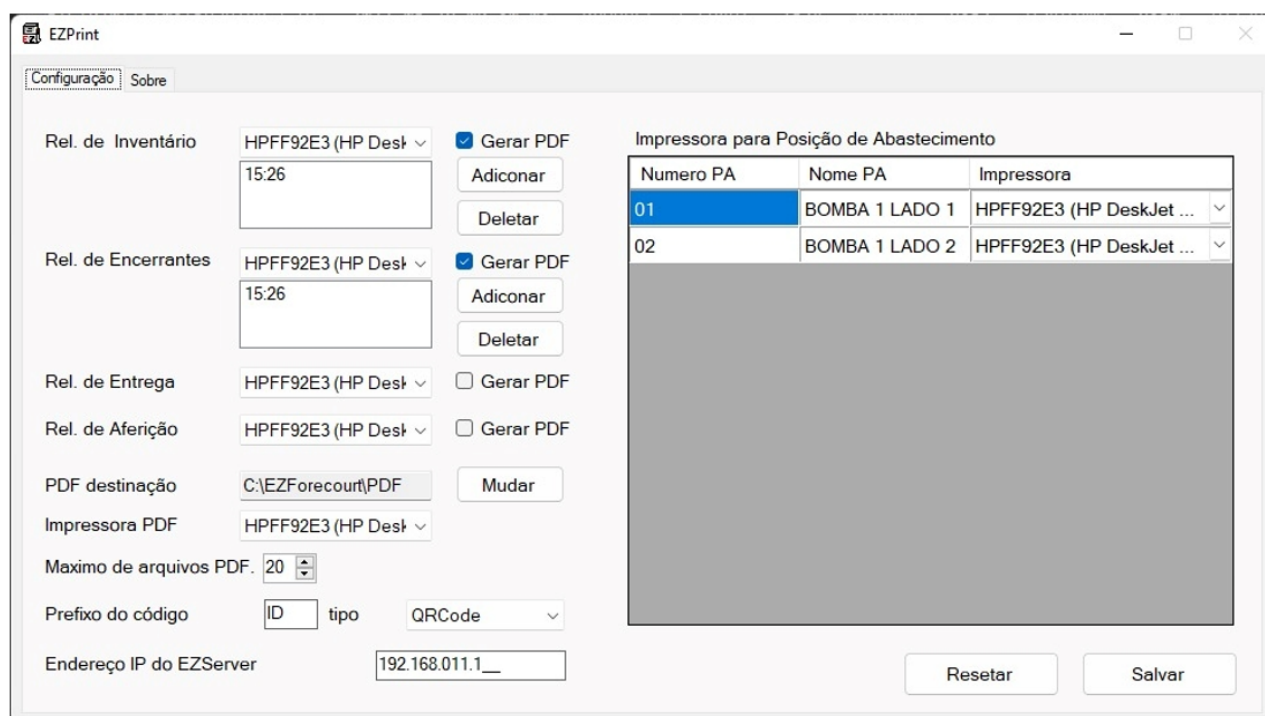 EZPrint
Configuração Sobre
Rel. de Inventário HPFF92E3 (HP Desk Gerar PDF
15:26 Adiconar
Deletar
Rel. de Encerrantes HPFF92E3 (HP Desk Gerar PDF
15:26 Adiconar
Deletar
Rel. de Entrega HPFF92E3 (HP Desk Gerar PDF
Rel. de Aferição HPFF92E3 (HP Desk Gerar PDF
PDF destinação C:\EZForecourt\PDF Mudar
Impressora PDF HPFF92E3 (HP Desk
Maximo de arquivos PDF. 20
Prefixo do código ID tipo QRCode
Endereço IP do EZServer 192.168.011.1__
Impressora para Posição de Abastecimento
Numero PA Nome PA Impressora
01 BOMBA 1 LADO 1 HPFF92E3 (HP DeskJet ...
02 BOMBA 1 LADO 2 HPFF92E3 (HP DeskJet ...
Resetar Salvar